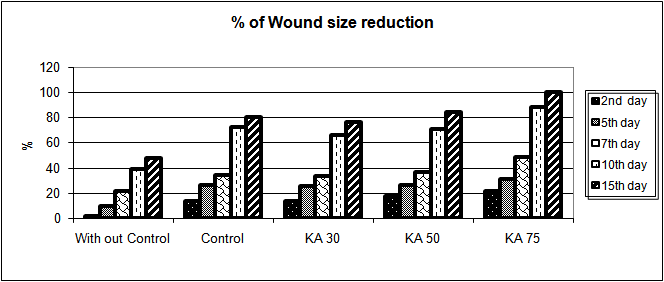 % of Wound size reduction
120
100
80
60
40
20
0
%
With out Control
Control
KA 30
KA 50
KA 75
2nd day
5th day
7th day
10th day
15th day